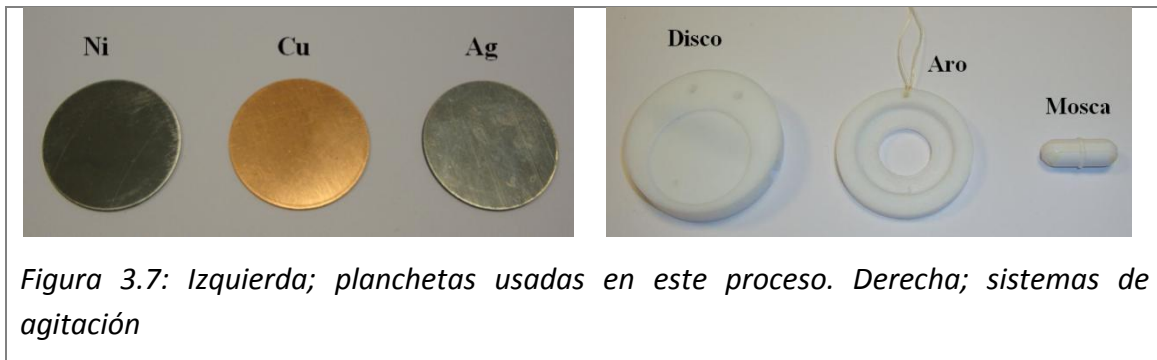 Ni Cu Ag
Disco
Aro
Mosca
Figura 3.7: Izquierda; planchetas usadas en este proceso. Derecha; sistemas de
agitación